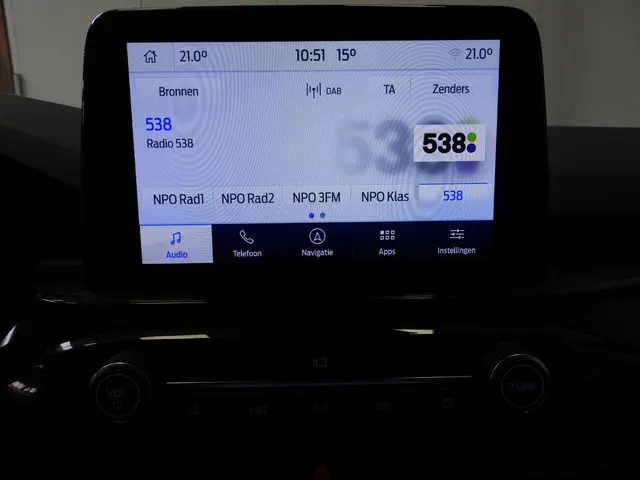 21.0° 10:51 15° 21.0°
Bronnen DAB TA Zenders
538
Radio 538
538
538
NPO Rad1 NPO Rad2 NPO 3FM NPO Klas 538
Audio Telefoon Navigatie Apps Instellingen
VOL TUNE